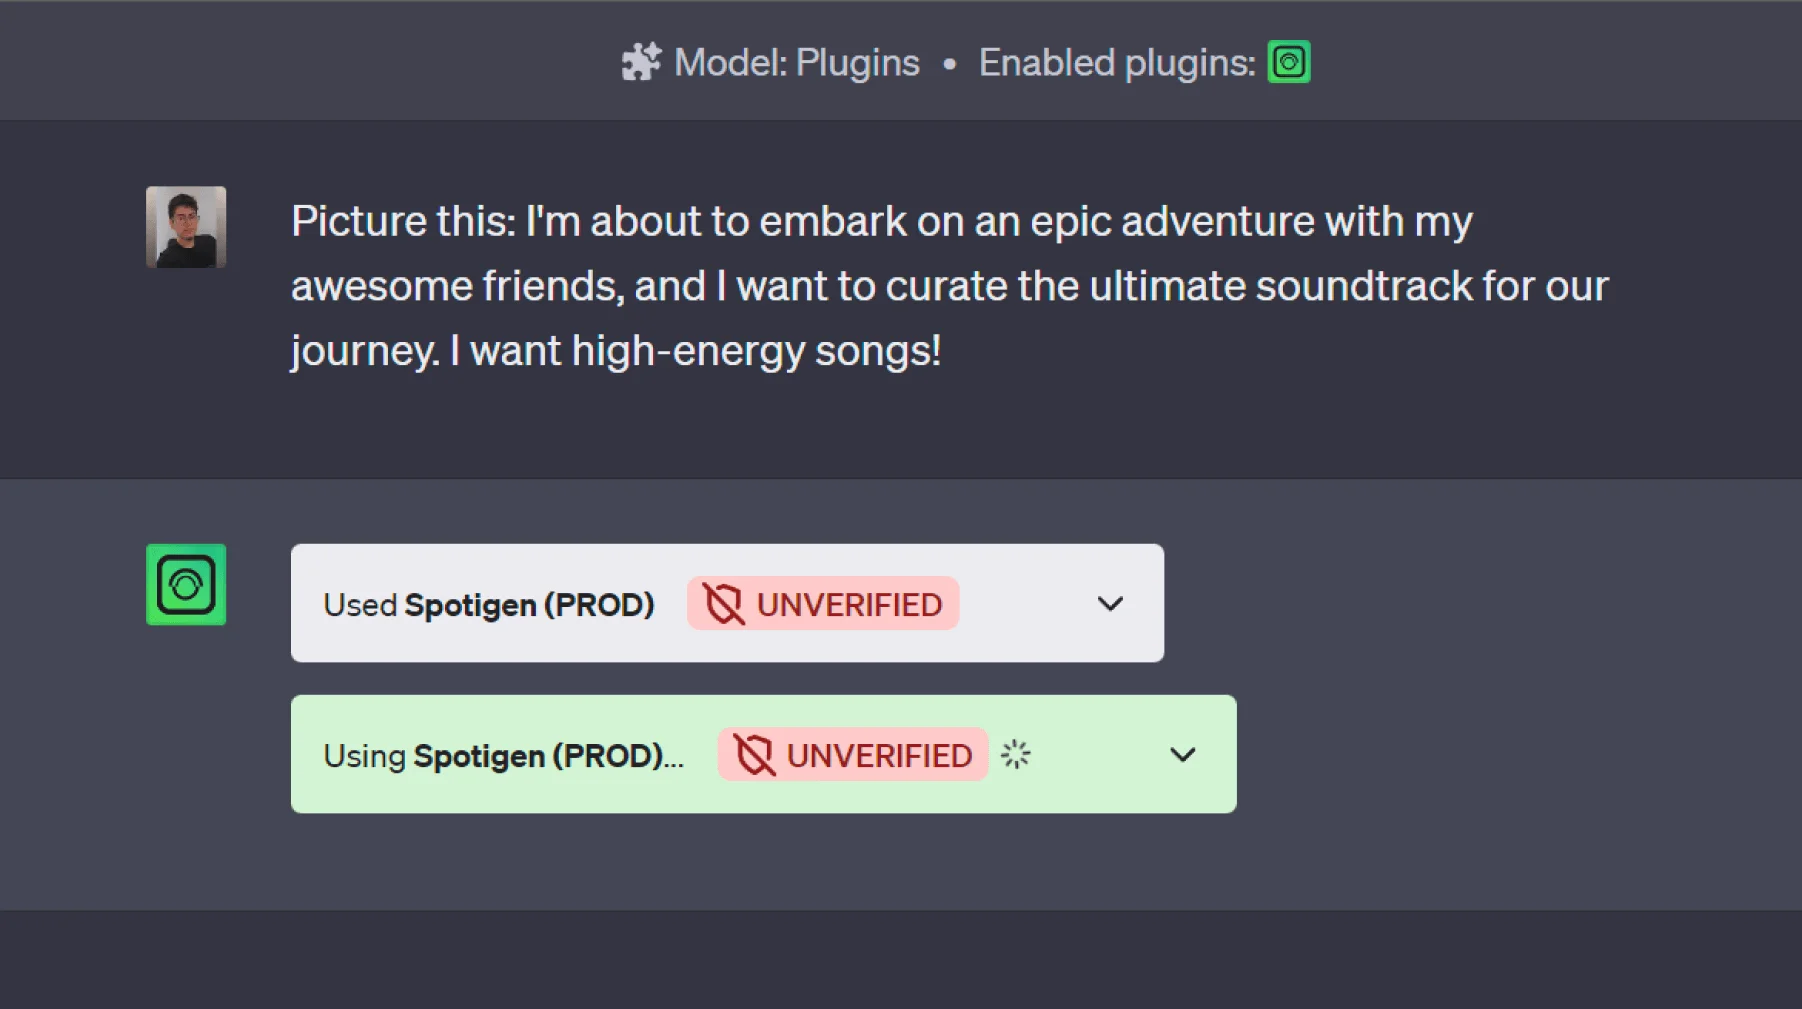 Model: Plugins • Enabled plugins:
Picture this: I'm about to embark on an epic adventure with my
awesome friends, and I want to curate the ultimate soundtrack for our
journey. I want high-energy songs!
Used Spotigen (PROD) UNVERIFIED
Using Spotigen (PROD)... UNVERIFIED